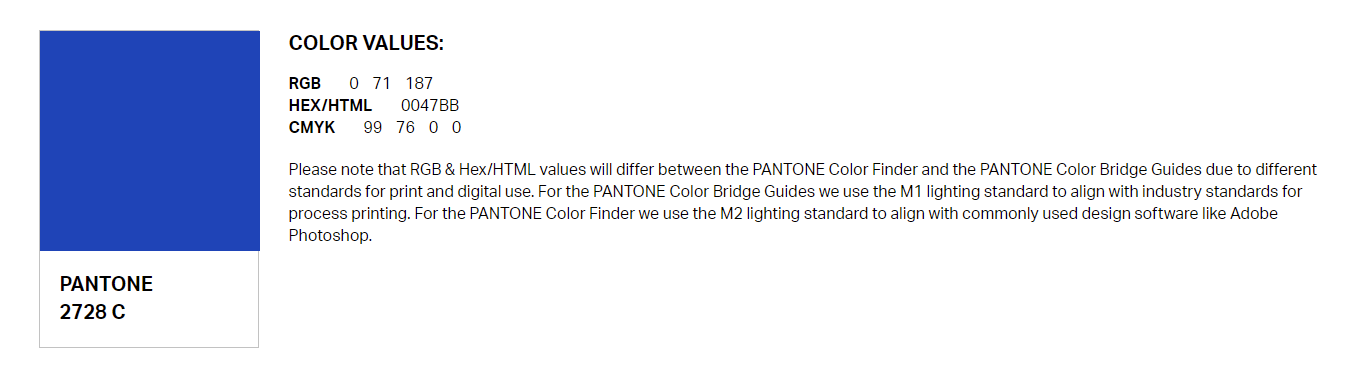 COLOR VALUES:
RGB 0 71 187
HEX/HTML 0047BB
CMYK 99 76 0 0
Please note that RGB & Hex/HTML values will differ between the PANTONE Color Finder and the PANTONE Color Bridge Guides due to different
standards for print and digital use. For the PANTONE Color Bridge Guides we use the M1 lighting standard to align with industry standards for
process printing. For the PANTONE Color Finder we use the M2 lighting standard to align with commonly used design software like Adobe
Photoshop.
PANTONE
2728 C